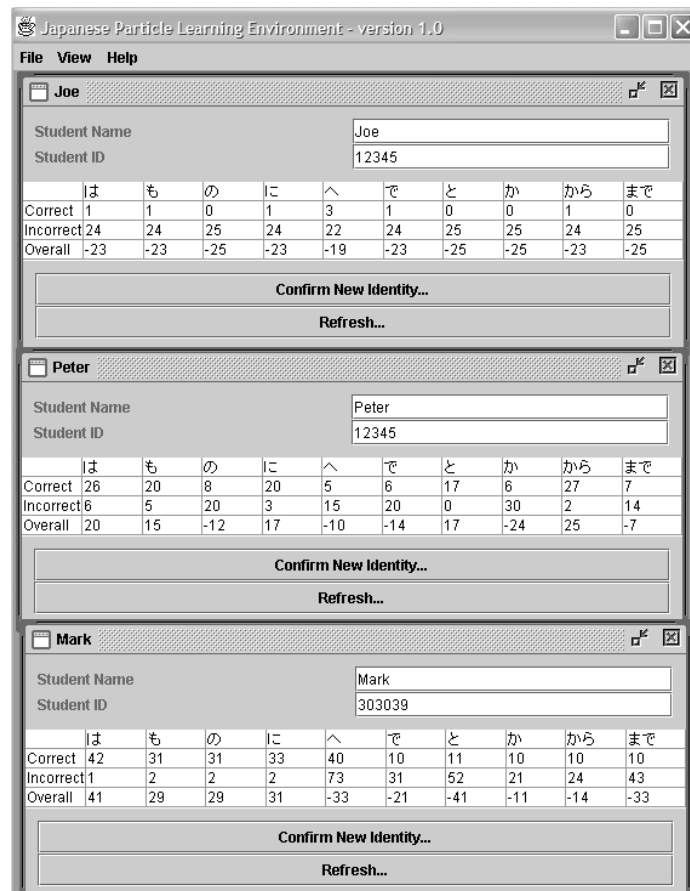 Japanese Particle Learning Environment - version 1.0
File View Help
Joe
Student Name Joe
Student ID 12345
は も の に へ で と か から まで
Correct 1 1 0 1 3 1 0 0 1 0
Incorrect 24 24 25 24 22 24 25 25 24 25
Overall -23 -23 -25 -23 -19 -23 -25 -25 -23 -25
Confirm New Identity...
Refresh...
Peter
Student Name Peter
Student ID 12345
は も の に へ で と か から まで
Correct 26 20 8 20 5 6 17 6 27 7
Incorrect 6 5 20 3 15 20 0 30 2 14
Overall 20 15 -12 17 -10 -14 17 -24 25 -7
Confirm New Identity...
Refresh...
Mark
Student Name Mark
Student ID 303039
は も の に へ で と か から まで
Correct 42 31 31 33 40 10 11 10 10 10
Incorrect 1 2 2 2 73 31 52 21 24 43
Overall 41 29 29 31 -33 -21 -41 -11 -14 -33
Confirm New Identity...
Refresh...